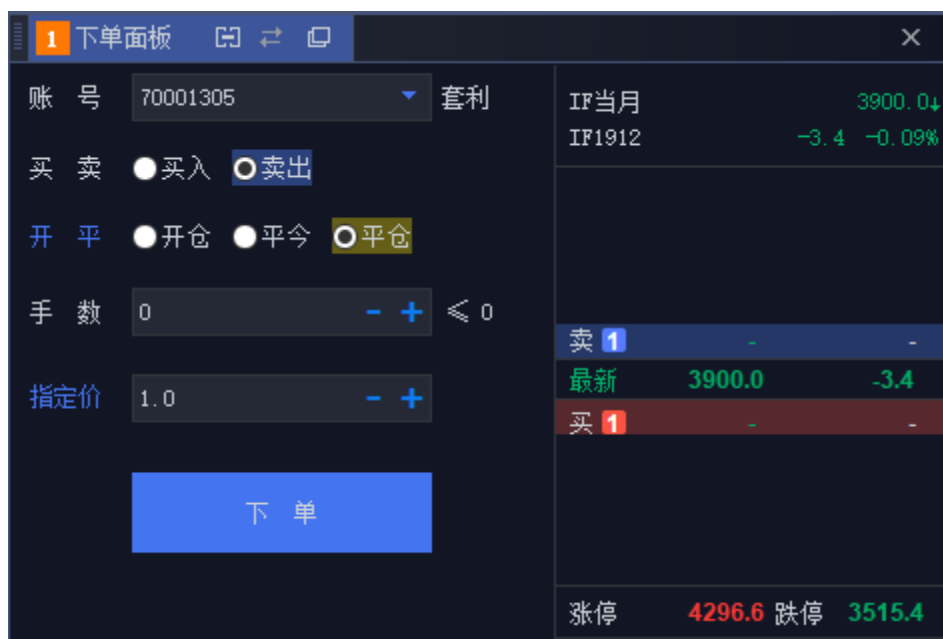 1 下单面板
账 号 70001305 套利
买 卖 买入 卖出
开 平 开仓 平今 平仓
手 数 0 - + ≤ 0
指定价 1.0 - +
下 单
IF当月 3900.0↓
IF1912 -3.4 -0.09%
卖 1 - -
最新 3900.0 -3.4
买 1 - -
涨停 4296.6 跌停 3515.4